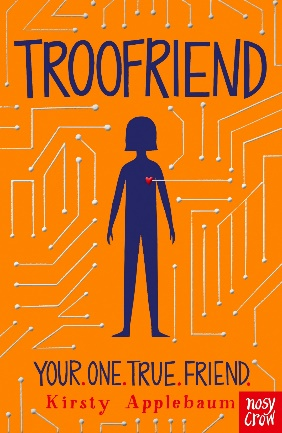 TROOFRIEND
YOUR.ONE.TRUE.FRIEND.
Kirsty Applebaum
nosy
crow